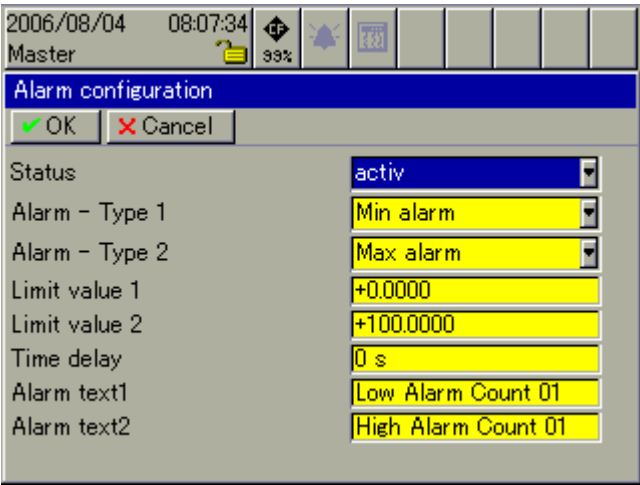 2006/08/04 08:07:34
Master
CF
99%
Alarm configuration
OK Cancel
Status activ
Alarm - Type 1 Min alarm
Alarm - Type 2 Max alarm
Limit value 1 +0.0000
Limit value 2 +100.0000
Time delay 0 s
Alarm text1 Low Alarm Count 01
Alarm text2 High Alarm Count 01